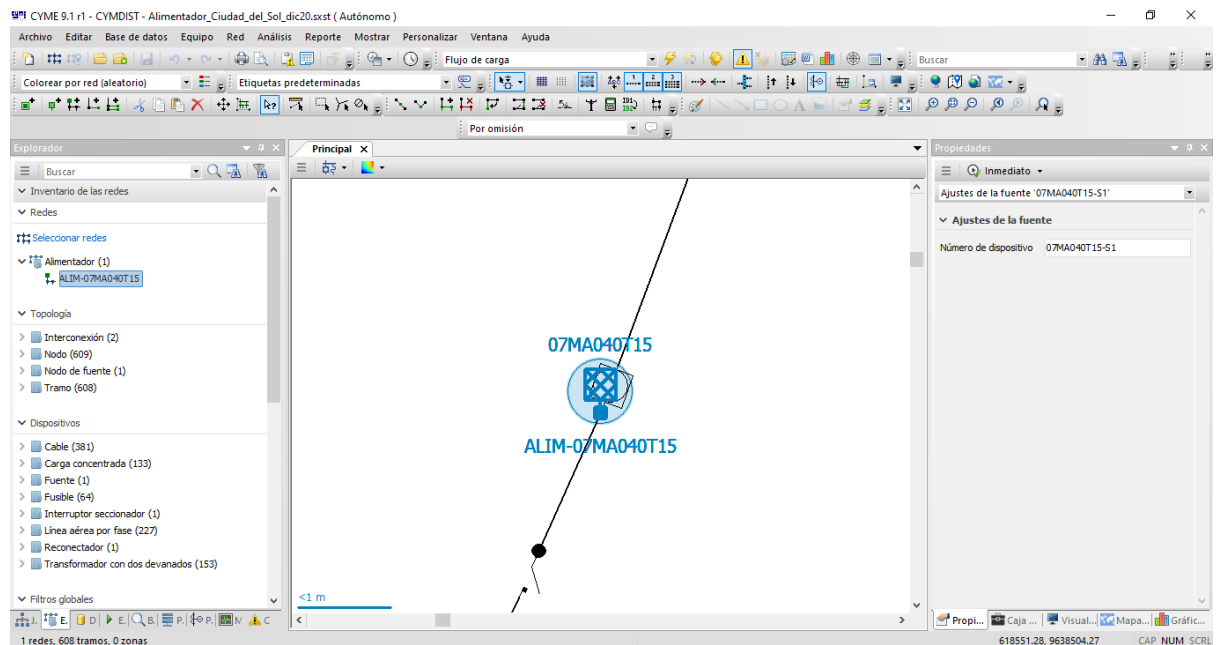 CYME 9.1 r1 - CYMDIST - Alimentador_Ciudad_del_Sol_dic20.sxst ( Autónomo )
Archivo Editar Base de datos Equipo Red Análisis Reporte Mostrar Personalizar Ventana Ayuda
Flujo de carga
Buscar
Colorear por red (aleatorio)
Etiquetas predeterminadas
Por omisión
Explorador
Principal
Propiedades
Buscar
Inmediato
Inventario de las redes
Ajustes de la fuente '07MA040T15-S1'
Redes
Ajustes de la fuente
Seleccionar redes
Número de dispositivo 07MA040T15-S1
Alimentador (1)
ALIM-07MA040T15
Topología
Interconexión (2)
Nodo (609)
Nodo de fuente (1)
Tramo (608)
07MA040T15
ALIM-07MA040T15
Dispositivos
Cable (381)
Carga concentrada (133)
Fuente (1)
Fusible (64)
Interruptor seccionador (1)
Línea aérea por fase (227)
Reconectador (1)
Transformador con dos devanados (153)
Filtros globales
<1 m
J. E. D E. B. P. P. N C
Propi... Caja ... Visual... Mapa... Gráfic...
1 redes, 608 tramos, 0 zonas
618551.28, 9638504.27 CAP NUM SCRL